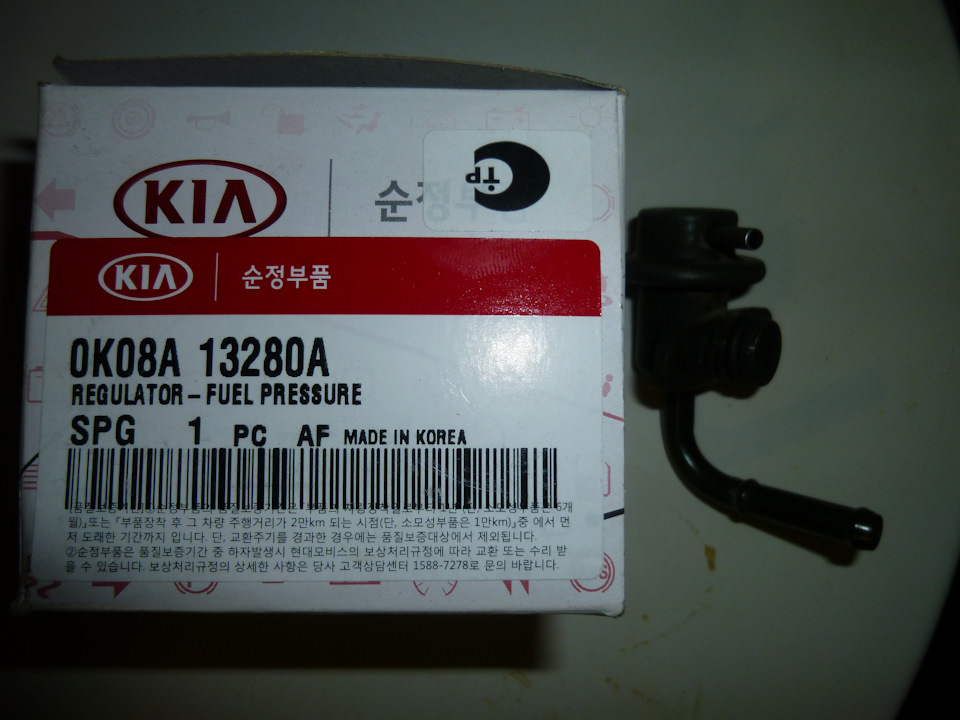 KIA
순정부품
TP
KIA 순정부품
0K08A 13280A
REGULATOR-FUEL PRESSURE
SPG 1 PC AF MADE IN KOREA
월)』또는 『부품장착 후 그 차량 주행거리가 2만km 되는 시점(단, 소모성부품은 1만km)』중 에서 먼
저 도래한 기간까지 입니다. 단, 교환주기를 경과한 경우에는 품질보증대상에서 제외됩니다.
②순정부품은 품질보증기간 중 하자발생시 현대모비스의 보상처리규정에 따라 교환 또는 수리 받
을 수 있습니다. 보상처리규정의 상세한 사항은 당사 고객상담센터 1588-7278로 문의 바랍니다.